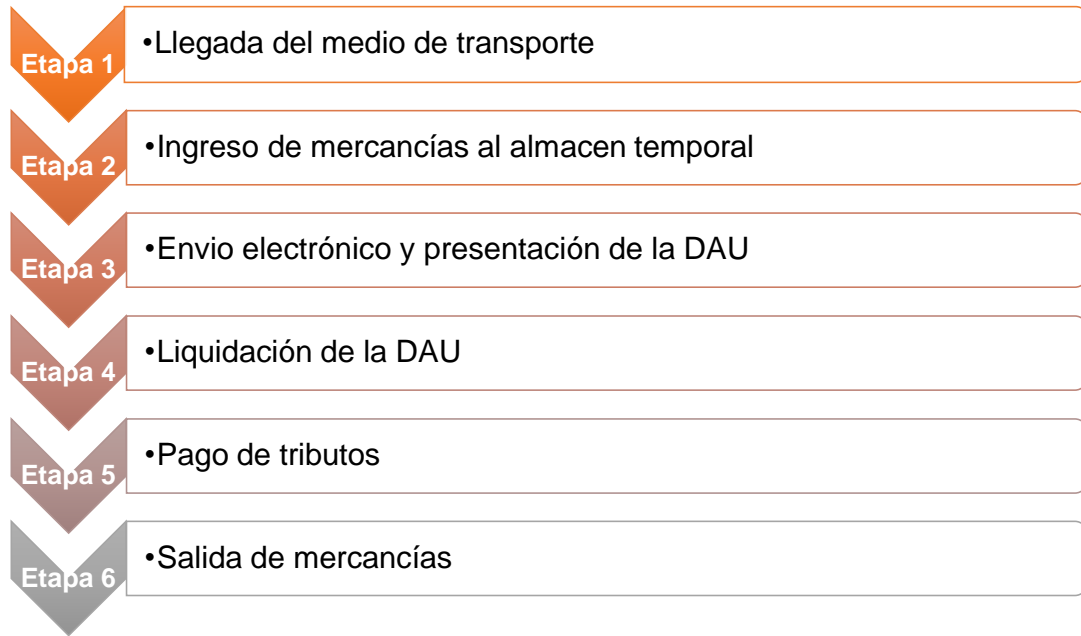 Etapa 1
•Llegada del medio de transporte
Etapa 2
•Ingreso de mercancías al almacen temporal
Etapa 3
•Envio electrónico y presentación de la DAU
Etapa 4
•Liquidación de la DAU
Etapa 5
•Pago de tributos
Etapa 6
•Salida de mercancías